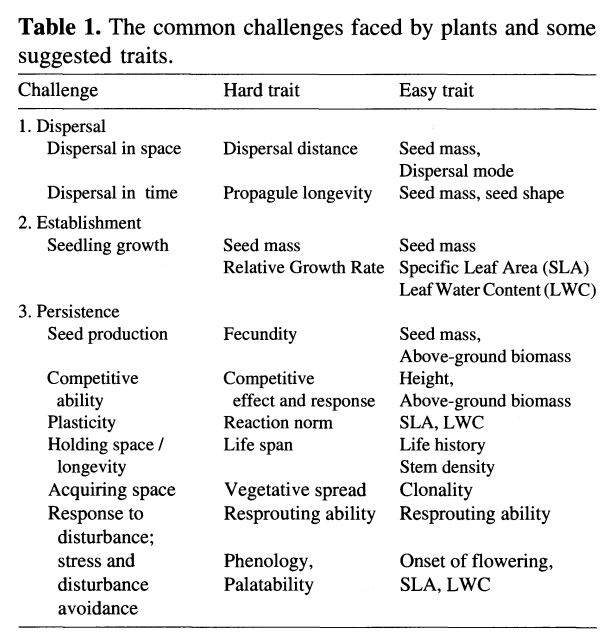 Table 1. The common challenges faced by plants and some
suggested traits.
Challenge Hard trait Easy trait
1. Dispersal
Dispersal in space Dispersal distance Seed mass,
Dispersal mode
Dispersal in time Propagule longevity Seed mass, seed shape
2. Establishment
Seedling growth Seed mass Seed mass
Relative Growth Rate Specific Leaf Area (SLA)
Leaf Water Content (LWC)
3. Persistence
Seed production Fecundity Seed mass,
Above-ground biomass
Competitive Competitive Height,
ability effect and response Above-ground biomass
Plasticity Reaction norm SLA, LWC
Holding space / Life span Life history
longevity Stem density
Acquiring space Vegetative spread Clonality
Response to Resprouting ability Resprouting ability
disturbance;
stress and Phenology, Onset of flowering,
disturbance Palatability SLA, LWC
avoidance